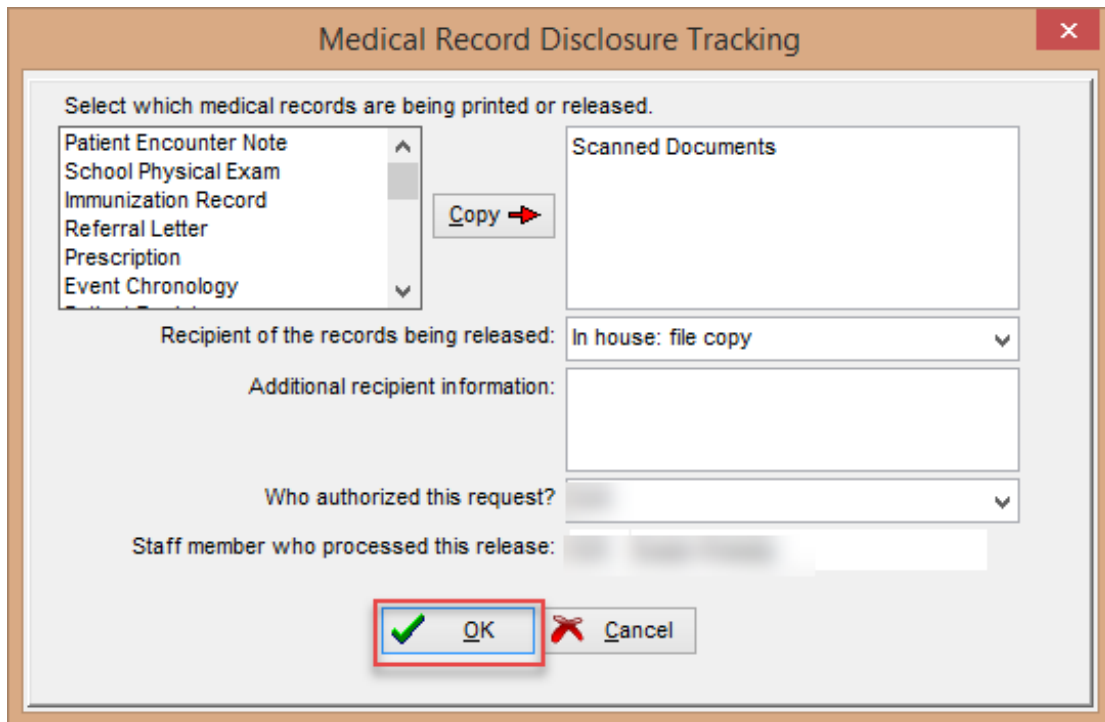 Medical Record Disclosure Tracking
Select which medical records are being printed or released.
Patient Encounter Note
School Physical Exam
Immunization Record
Referral Letter
Prescription
Event Chronology
Copy
Scanned Documents
Recipient of the records being released: In house: file copy
Additional recipient information:
Who authorized this request?
Staff member who processed this release:
OK Cancel